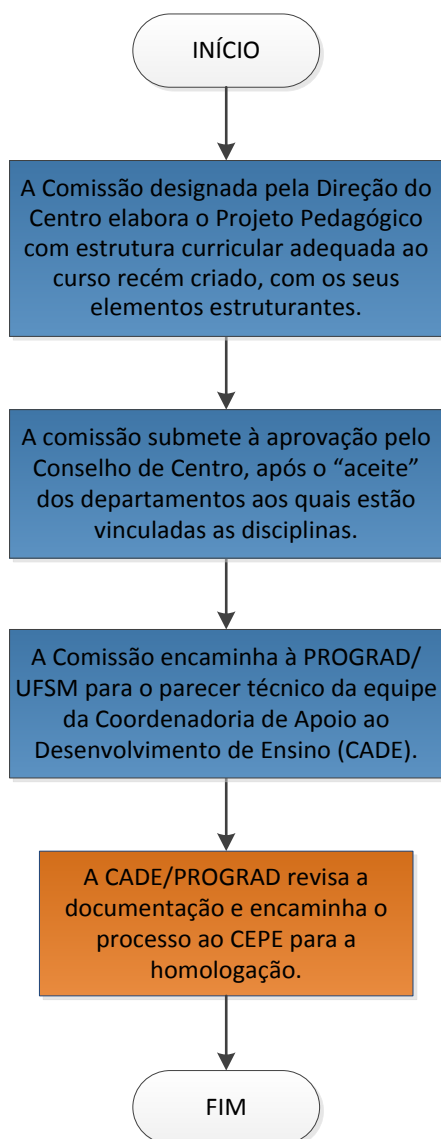 INÍCIO
A Comissão designada pela Direção do
Centro elabora o Projeto Pedagógico
com estrutura curricular adequada ao
curso recém criado, com os seus
elementos estruturantes.
A comissão submete à aprovação pelo
Conselho de Centro, após o “aceite”
dos departamentos aos quais estão
vinculadas as disciplinas.
A Comissão encaminha à PROGRAD/
UFSM para o parecer técnico da equipe
da Coordenadoria de Apoio ao
Desenvolvimento de Ensino (CADE).
A CADE/PROGRAD revisa a
documentação e encaminha o
processo ao CEPE para a
homologação.
FIM